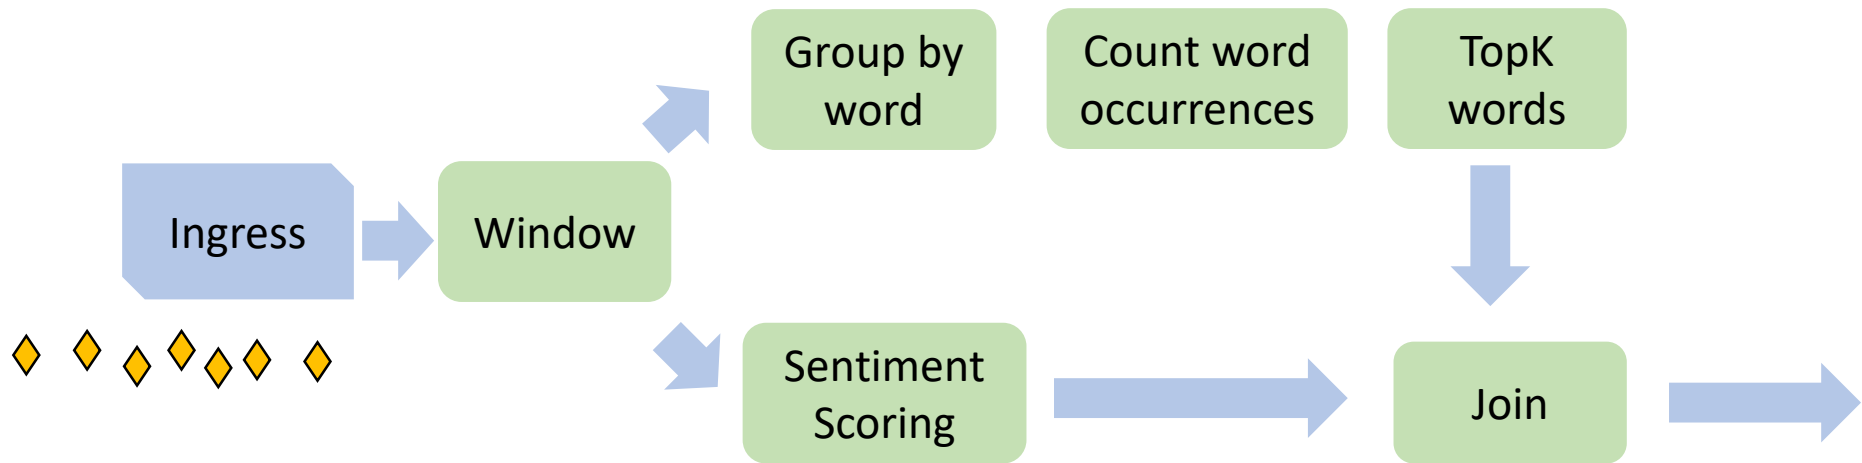 Group by
word
Count word
occurrences
TopK
words
Ingress
Window
Sentiment
Scoring
Join